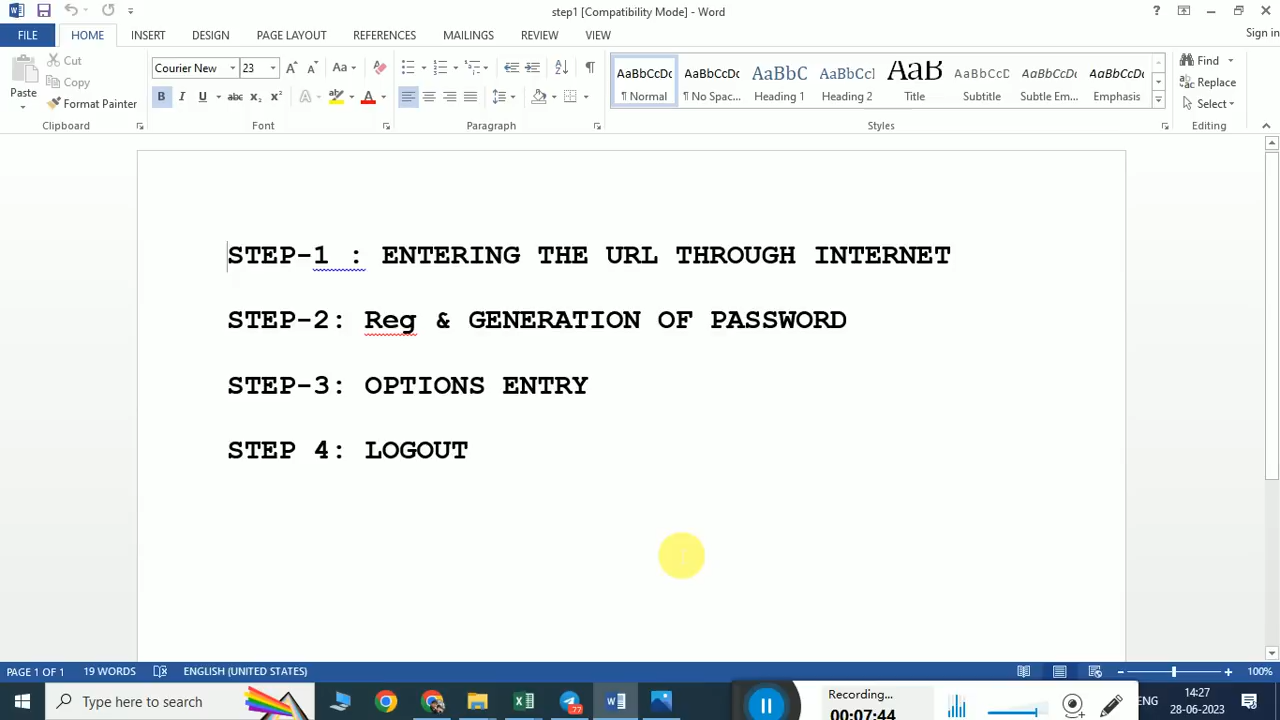 step1 [Compatibility Mode] - Word
Sign in
FILE HOME INSERT DESIGN PAGE LAYOUT REFERENCES MAILINGS REVIEW VIEW
Paste
Cut
Copy
Format Painter
Clipboard
Courier New 23
Font
Paragraph
AaBbCcDc AaBbCcDc AaBbC AaBbCcI AaB AaBbCcD AaBbCcDc AaBbCcDc
¶ Normal ¶ No Spac... Heading 1 Heading 2 Title Subtitle Subtle Em... Emphasis
Styles
Find
Replace
Select
Editing
STEP-1 : ENTERING THE URL THROUGH INTERNET
STEP-2: Reg & GENERATION OF PASSWORD
STEP-3: OPTIONS ENTRY
STEP 4: LOGOUT
PAGE 1 OF 1 19 WORDS ENGLISH (UNITED STATES) 100%
Type here to search
77
Recording...
00:07:44
ENG
14:27
28-06-2023